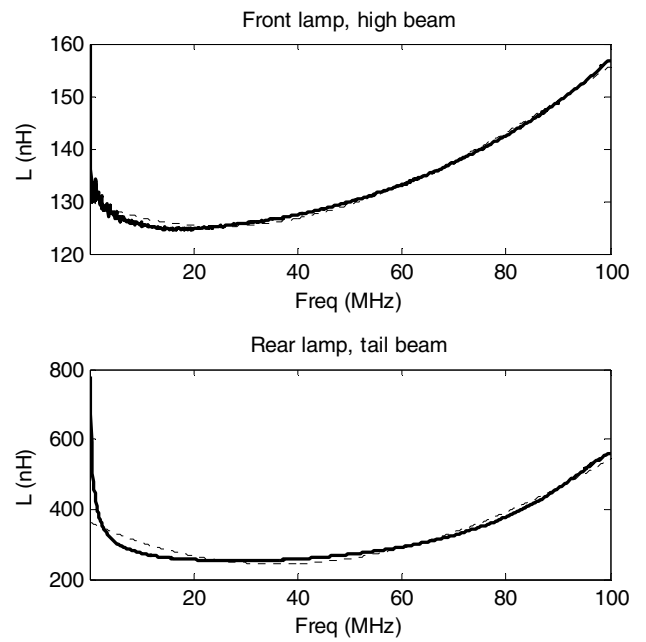 Front lamp, high beam
160
150
140
130
120
L (nH)
20 40 60 80 100
Freq (MHz)
Rear lamp, tail beam
800
600
400
200
L (nH)
20 40 60 80 100
Freq (MHz)